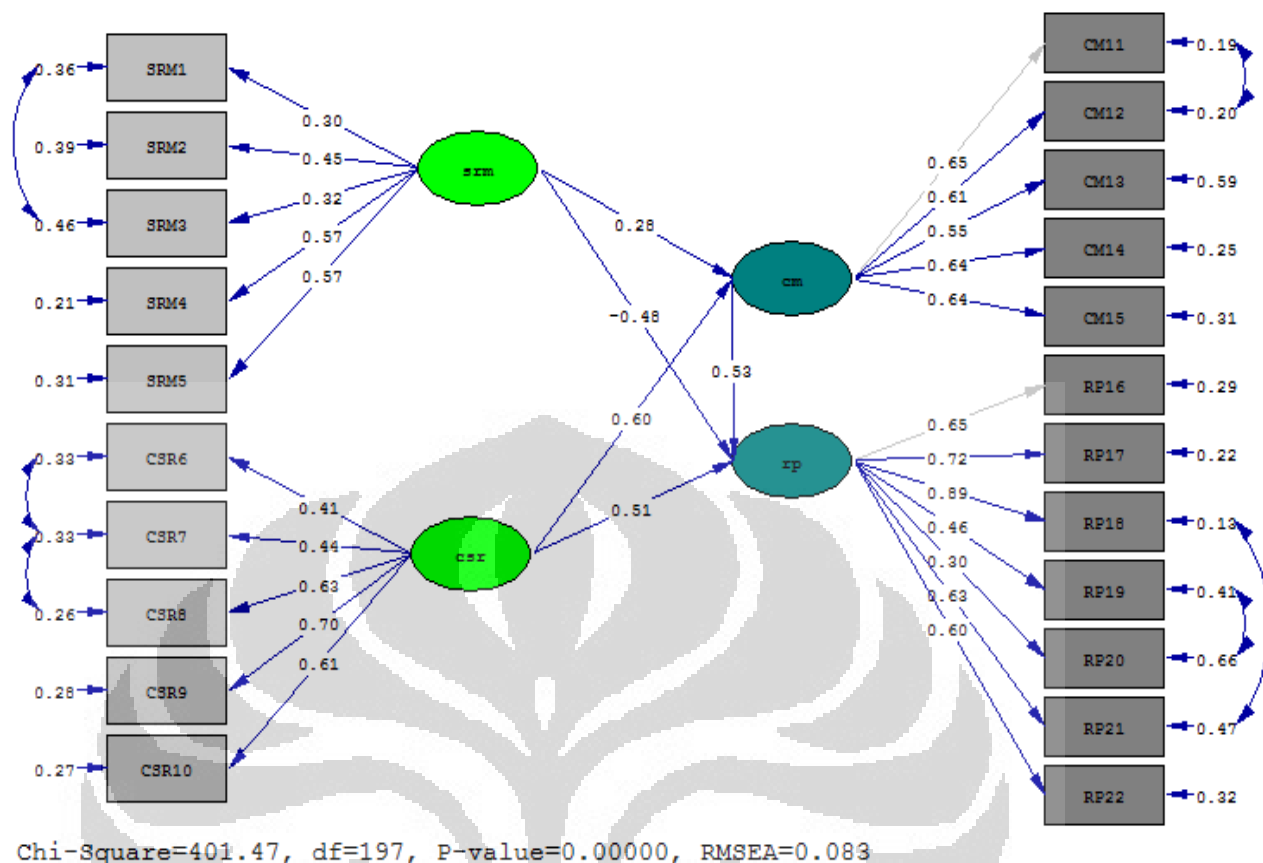 0.36
SRM1
0.39
SRM2
0.46
SRM3
0.21
SRM4
0.31
SRM5
0.33
CSR6
0.33
CSR7
0.26
CSR8
0.28
CSR9
0.27
CSR10
0.30
0.45
0.32
0.57
0.57
srm
0.41
0.44
0.63
0.70
0.61
csr
0.28
-0.48
0.53
0.60
0.51
cm
rp
0.65
0.61
0.55
0.64
0.64
0.65
0.72
0.89
0.46
0.30
0.63
0.60
CM11
0.19
CM12
0.20
CM13
0.59
CM14
0.25
CM15
0.31
RP16
0.29
RP17
0.22
RP18
0.13
RP19
0.41
RP20
0.66
RP21
0.47
RP22
0.32
Chi-Square=401.47, df=197, P-value=0.00000, RMSEA=0.083